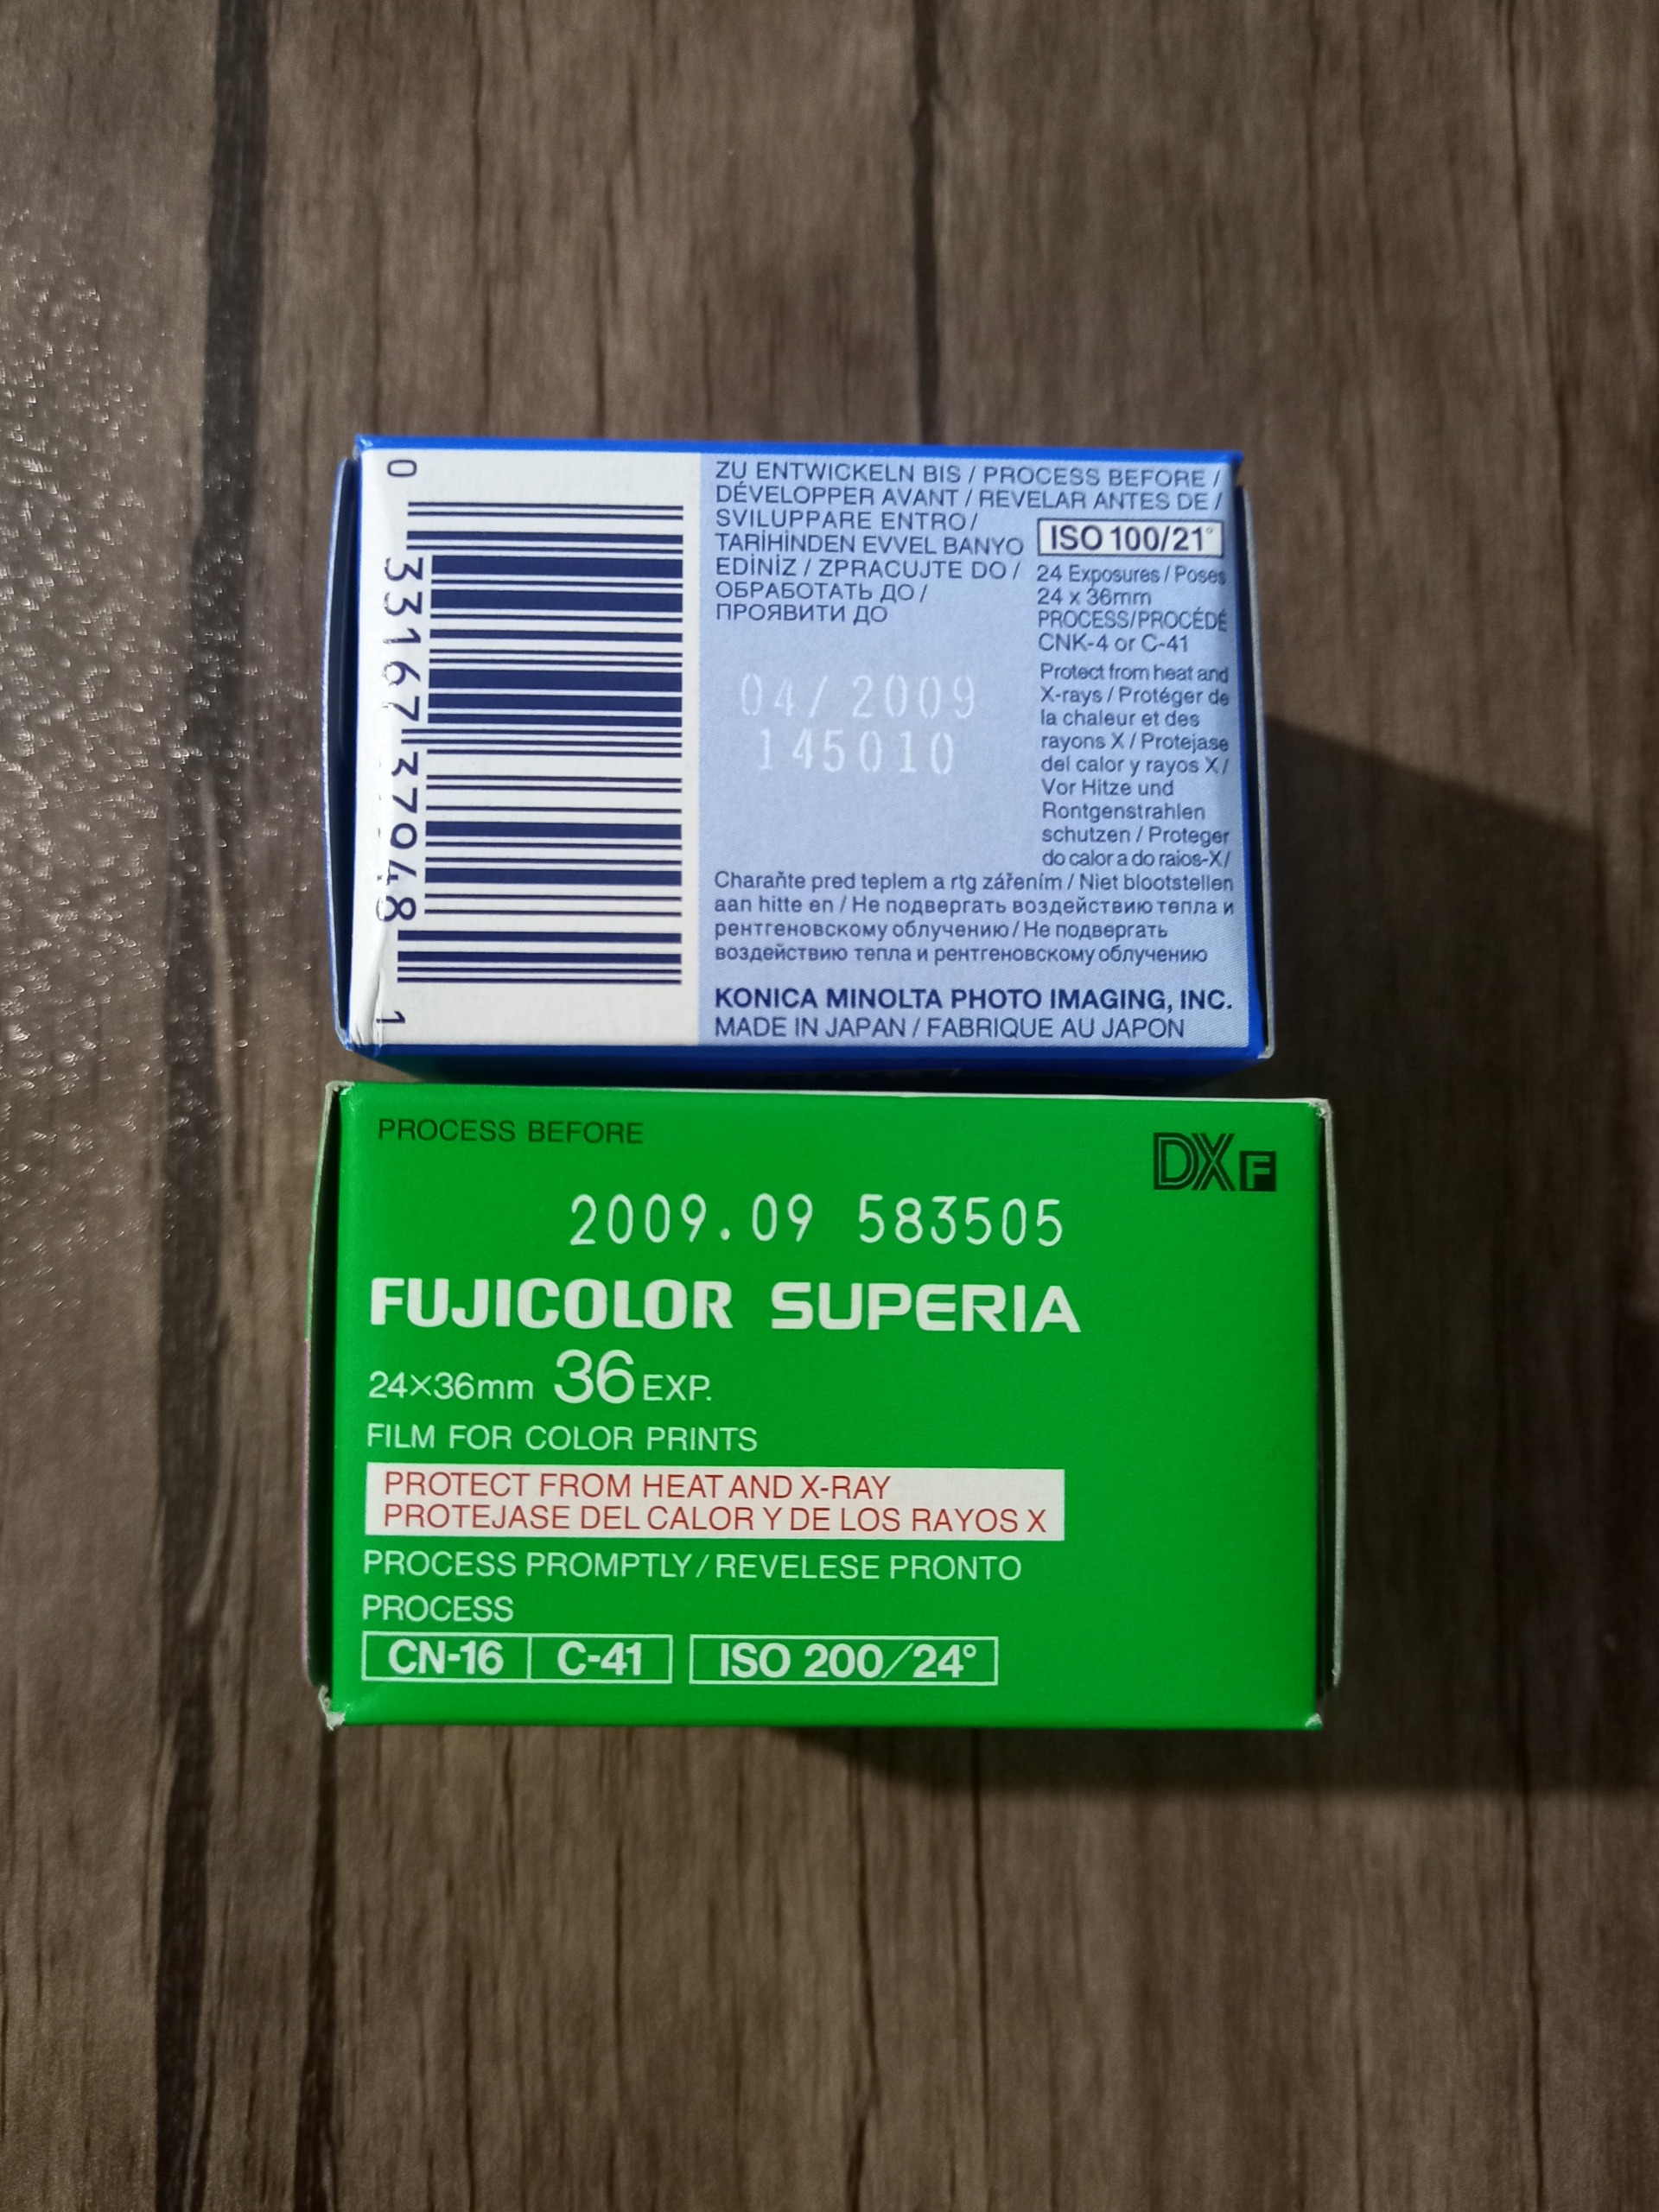 0 33167 37948 1
ZU ENTWICKELN BIS / PROCESS BEFORE /
DÉVELOPPER AVANT / REVELAR ANTES DE /
SVILUPPARE ENTRO /
TARİHİNDEN EVVEL BANYO
EDİNİZ / ZPRACUJTE DO /
ОБРАБОТАТЬ ДО /
ПРОЯВИТИ ДО
04/2009
145010
ISO 100/21°
24 Exposures / Poses
24 x 36mm
PROCESS/PROCÉDÉ
CNK-4 or C-41
Protect from heat and
X-rays / Protéger de
la chaleur et des
rayons X / Protejase
del calor y rayos X /
Vor Hitze und
Rontgenstrahlen
schutzen / Proteger
do calor a do raios-X /
Charaňte pred teplem a rtg zářením / Niet blootstellen
aan hitte en / Не подвергать воздействию тепла и
рентгеновскому облучению / Не подвергать
воздействию тепла и рентгеновскому облучению
KONICA MINOLTA PHOTO IMAGING, INC.
MADE IN JAPAN / FABRIQUE AU JAPON
PROCESS BEFORE
DX F
2009.09 583505
FUJICOLOR SUPERIA
24×36mm 36 EXP.
FILM FOR COLOR PRINTS
PROTECT FROM HEAT AND X-RAY
PROTEJASE DEL CALOR Y DE LOS RAYOS X
PROCESS PROMPTLY / REVELESE PRONTO
PROCESS
CN-16 C-41 ISO 200/24°